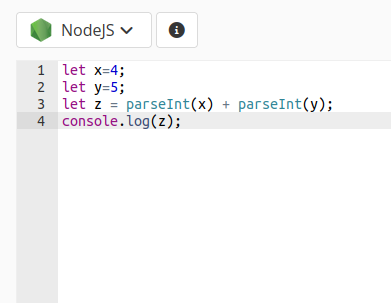 NodeJS
1 let x=4;
2 let y=5;
3 let z = parseInt(x) + parseInt(y);
4 console.log(z);